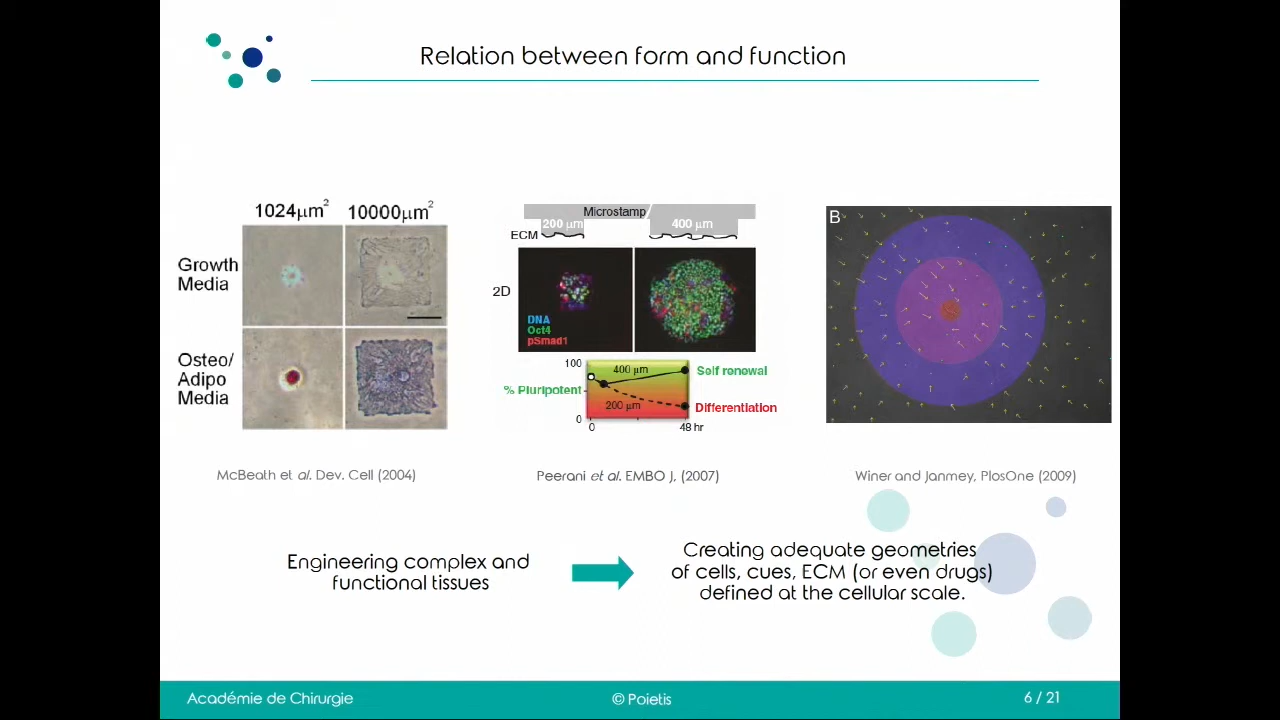 Relation between form and function
1024μm² 10000μm²
Growth
Media
Osteo/
Adipo
Media
McBeath et al. Dev. Cell (2004)
Microstamp
200 μm 400 μm
ECM
2D
DNA
Oct4
pSmad1
100
400 μm
Self renewal
% Pluripotent
200 μm
Differentiation
0
0 48 hr
Peerani et al. EMBO J, (2007)
B
Winer and Janmey, PlosOne (2009)
Engineering complex and
functional tissues
Creating adequate geometries
of cells, cues, ECM (or even drugs)
defined at the cellular scale.
Académie de Chirurgie
© Poietis
6 / 21